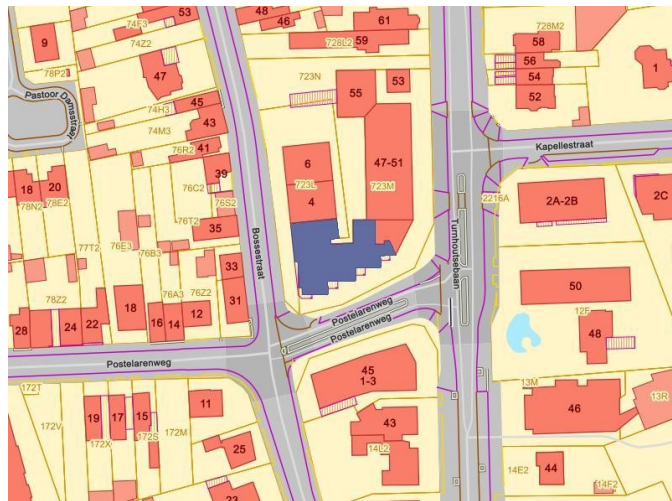 53
48
46
61
728L2
59
728M2
58
56
54
52
1
9
74F3
74Z2
78P2
47
Pastoor Damsstraat
723N
55
53
45
74H3
43
74M3
41
76R2
47-51
Kapellestraat
6
723L
4
723M
39
76C2
76S2
18
20
78N2
78E2
76T2
35
2216A
2A-2B
2C
77T2
76E3
76B3
Bossestraat
Turnhoutsebaan
33
31
78Z2
76A3
76Z2
28
24
22
18
16
14
12
50
12F
48
Postelarenweg
Postelarenweg
Postelarenweg
172T
172V
19
17
15
172X
172S
172M
11
25
23
45
1-3
43
14L2
13M
46
13R
14E2
44
14F2